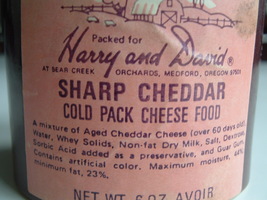 Packed for
Harry and David®
AT BEAR CREEK ORCHARDS, MEDFORD, OREGON 97501
SHARP CHEDDAR
COLD PACK CHEESE FOOD
A mixture of Aged Cheddar Cheese (over 60 days old)
Water, Whey Solids, Non-fat Dry Milk, Salt, Dextrose,
Sorbic Acid added as a preservative, and Guar Gum.
Contains artificial color. Maximum moisture, 44%
minimum fat, 23%.
NET WT. 6 OZ. AVOIR